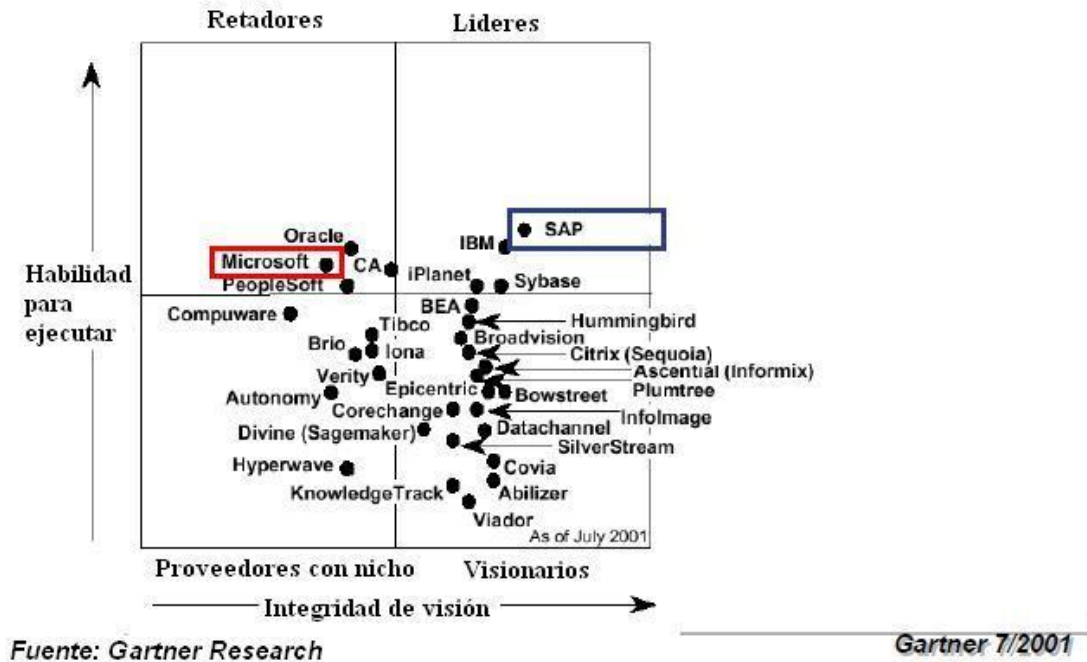 Retadores
Lideres
SAP
Oracle
IBM
Microsoft
CA
Habilidad
para
ejecutar
iPlanet
Sybase
PeopleSoft
BEA
Compuware
Hummingbird
Tibco
Broadvision
Brio
Iona
Citrix (Sequoia)
Ascential (Informix)
Verity
Epicentric
Plumtree
Autonomy
Bowstreet
Corechange
InfoImage
Divine (Sagemaker)
Datachannel
SilverStream
Hyperwave
Covia
KnowledgeTrack
Abilizer
Viador
As of July 2001
Proveedores con nicho
Visionarios
Integridad de visión
Fuente: Gartner Research
Gartner 7/2001